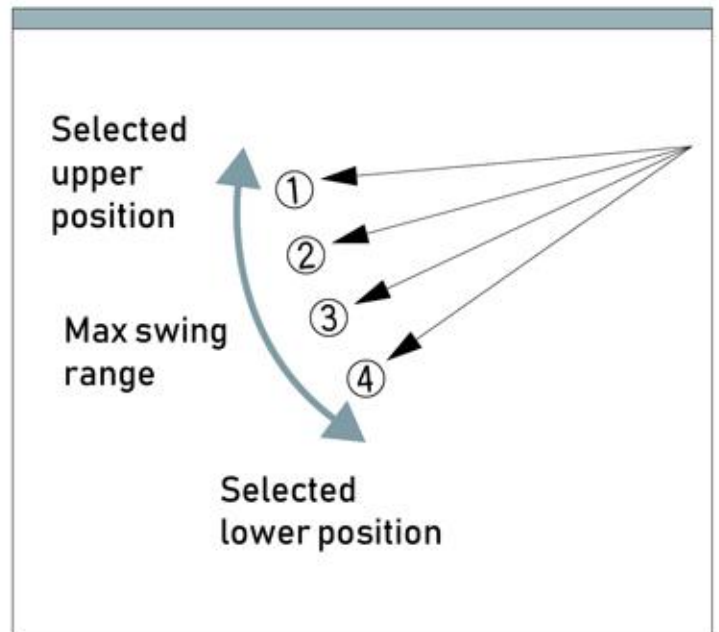 Selected
upper
position
①
②
③
④
Max swing
range
Selected
lower position